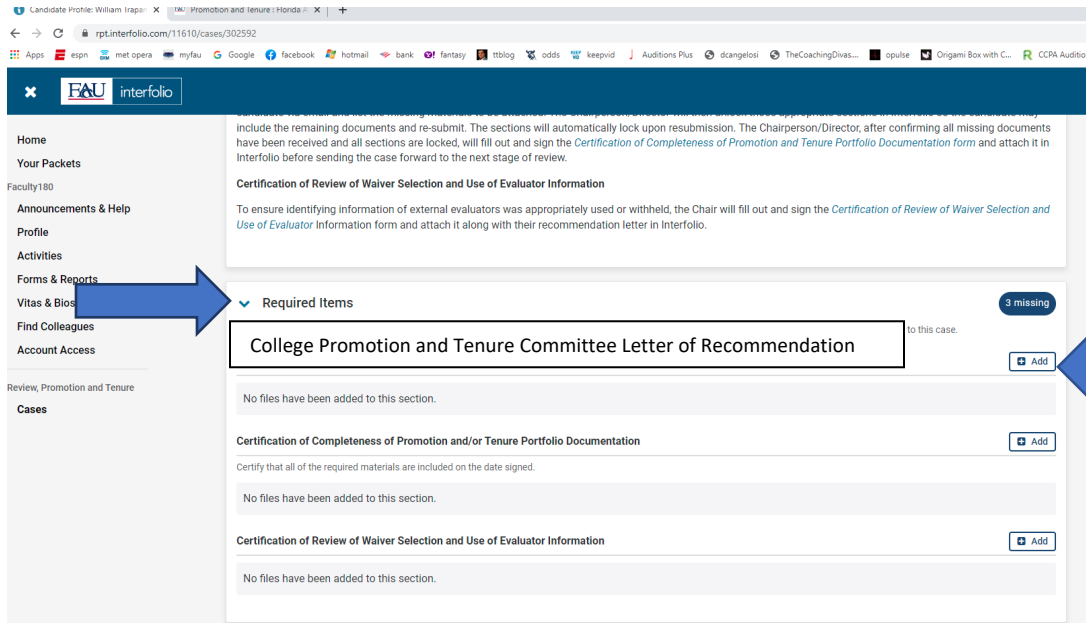 Candidate Profile: William Trapan
Promotion and Tenure : Florida A
rpt.interfolio.com/11610/cases/302592
Apps espn met opera myfau Google facebook hotmail bank fantasy ttblog odds keepvid Auditions Plus dcangelosi TheCoachingDivas... opulse Origami Box with C... CCPA Auditio
FAU interfolio
Home
Your Packets
Faculty180
Announcements & Help
Profile
Activities
Forms & Reports
Vitas & Bios
Find Colleagues
Account Access
Review, Promotion and Tenure
Cases
include the remaining documents and re-submit. The sections will automatically lock upon resubmission. The Chairperson/Director, after confirming all missing documents
have been received and all sections are locked, will fill out and sign the Certification of Completeness of Promotion and Tenure Portfolio Documentation form and attach it in
Interfolio before sending the case forward to the next stage of review.
Certification of Review of Waiver Selection and Use of Evaluator Information
To ensure identifying information of external evaluators was appropriately used or withheld, the Chair will fill out and sign the Certification of Review of Waiver Selection and
Use of Evaluator Information form and attach it along with their recommendation letter in Interfolio.
Required Items
3 missing
to this case.
College Promotion and Tenure Committee Letter of Recommendation
Add
No files have been added to this section.
Certification of Completeness of Promotion and/or Tenure Portfolio Documentation
Add
Certify that all of the required materials are included on the date signed.
No files have been added to this section.
Certification of Review of Waiver Selection and Use of Evaluator Information
Add
No files have been added to this section.